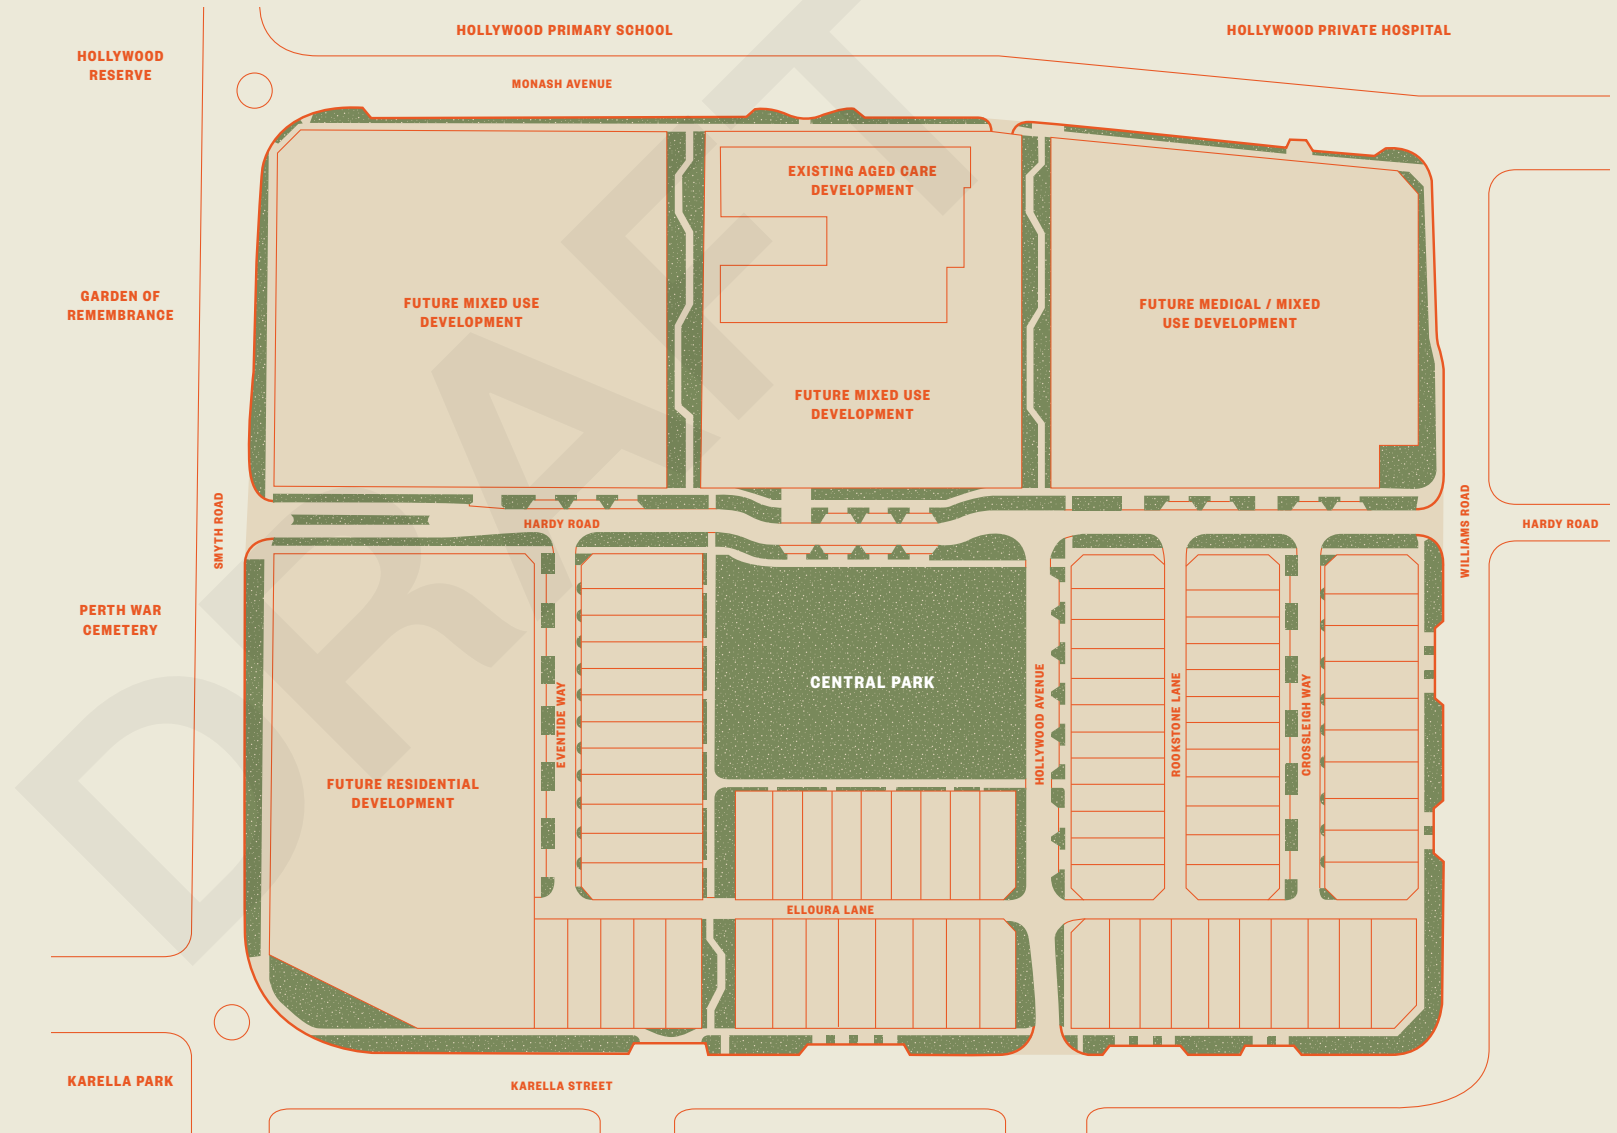 HOLLYWOOD PRIMARY SCHOOL
HOLLYWOOD PRIVATE HOSPITAL
HOLLYWOOD
RESERVE
MONASH AVENUE
EXISTING AGED CARE
DEVELOPMENT
GARDEN OF
REMEMBRANCE
FUTURE MIXED USE
DEVELOPMENT
FUTURE MEDICAL / MIXED
USE DEVELOPMENT
FUTURE MIXED USE
DEVELOPMENT
SMYTH ROAD
HARDY ROAD
WILLIAMS ROAD
HARDY ROAD
PERTH WAR
CEMETERY
CENTRAL PARK
EVENTIDE WAY
HOLLYWOOD AVENUE
ROOKSTONE LANE
CROSSLEIGH WAY
FUTURE RESIDENTIAL
DEVELOPMENT
ELLOURA LANE
KARELLA PARK
KARELLA STREET
DRAFT